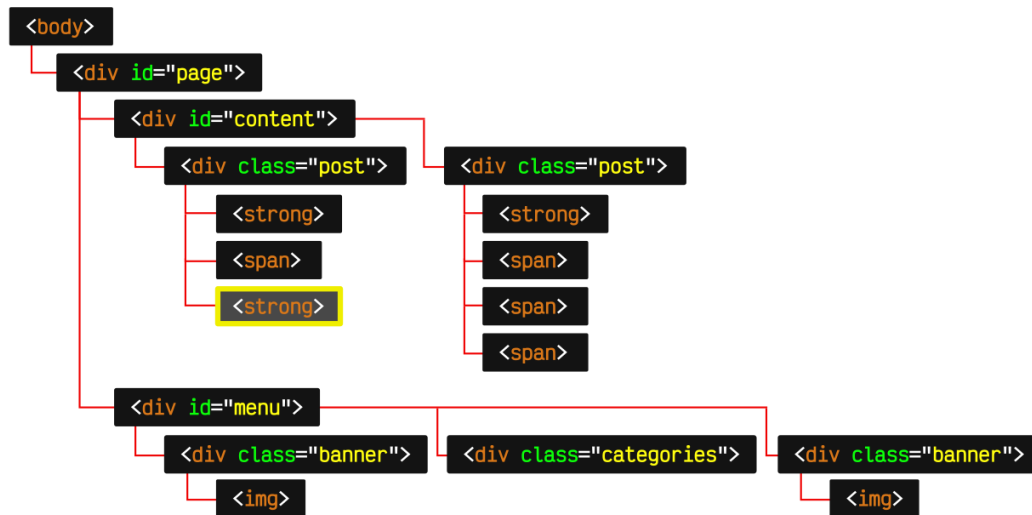 <body>
<div id="page">
<div id="content">
<div class="post"> <div class="post">
<strong> <strong>
<span> <span>
<strong> <span>
<span>
<div id="menu">
<div class="banner"> <div class="categories"> <div class="banner">
<img> <img>